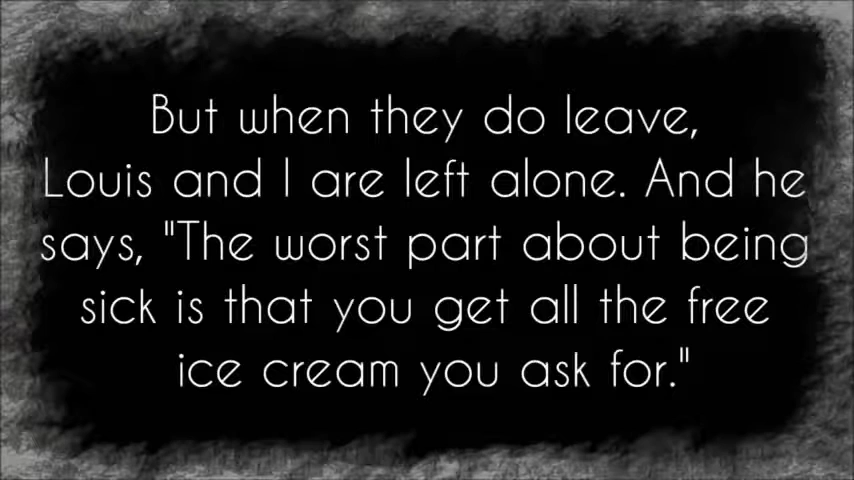 But when they do leave,
Louis and I are left alone. And he
says, "The worst part about being
sick is that you get all the free
ice cream you ask for."